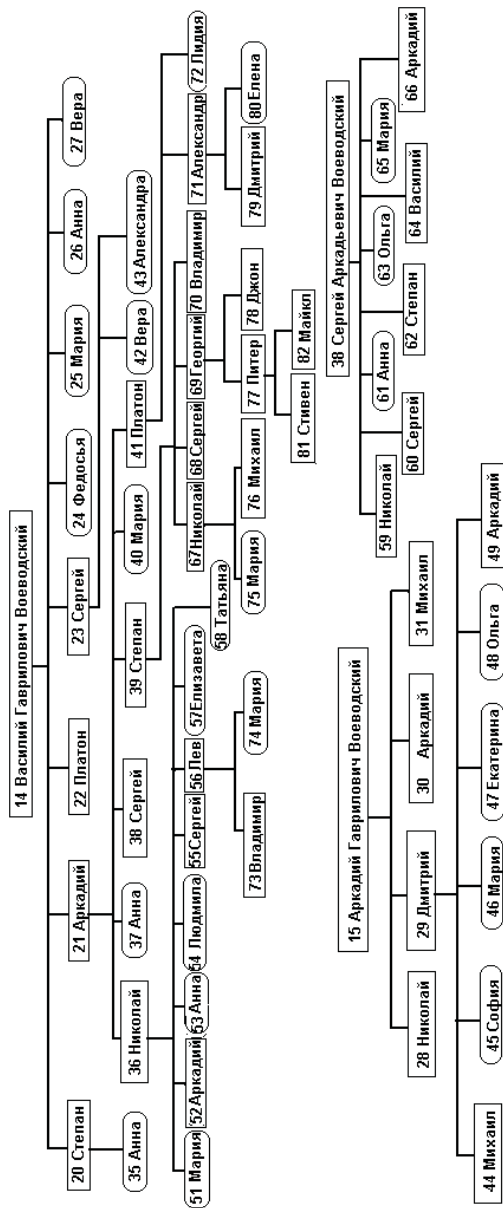 14 Василий Гаврилович Воеводский
20 Степан 21 Аркадий 22 Платон 23 Сергей 24 Федосья 25 Мария 26 Анна 27 Вера
35 Анна 36 Николай 37 Анна 38 Сергей 39 Степан 40 Мария 41 Платон 42 Вера 43 Александра
51 Мария 52 Аркадий 53 Анна 54 Людмила 55 Сергей 56 Лев 57 Елизавета 67 Николай 68 Сергей 69 Георгий 70 Владимир 71 Александр 72 Лидия
58 Татьяна
73 Владимир 74 Мария 75 Мария 76 Михаил 77 Питер 78 Джон 79 Дмитрий 80 Елена
81 Стивен 82 Майкл
15 Аркадий Гаврилович Воеводский
28 Николай 29 Дмитрий 30 Аркадий 31 Михаил
44 Михаил 45 София 46 Мария 47 Екатерина 48 Ольга 49 Аркадий
38 Сергей Аркадьевич Воеводский
59 Николай 61 Анна 63 Ольга 65 Мария
60 Сергей 62 Степан 64 Василий 66 Аркадий